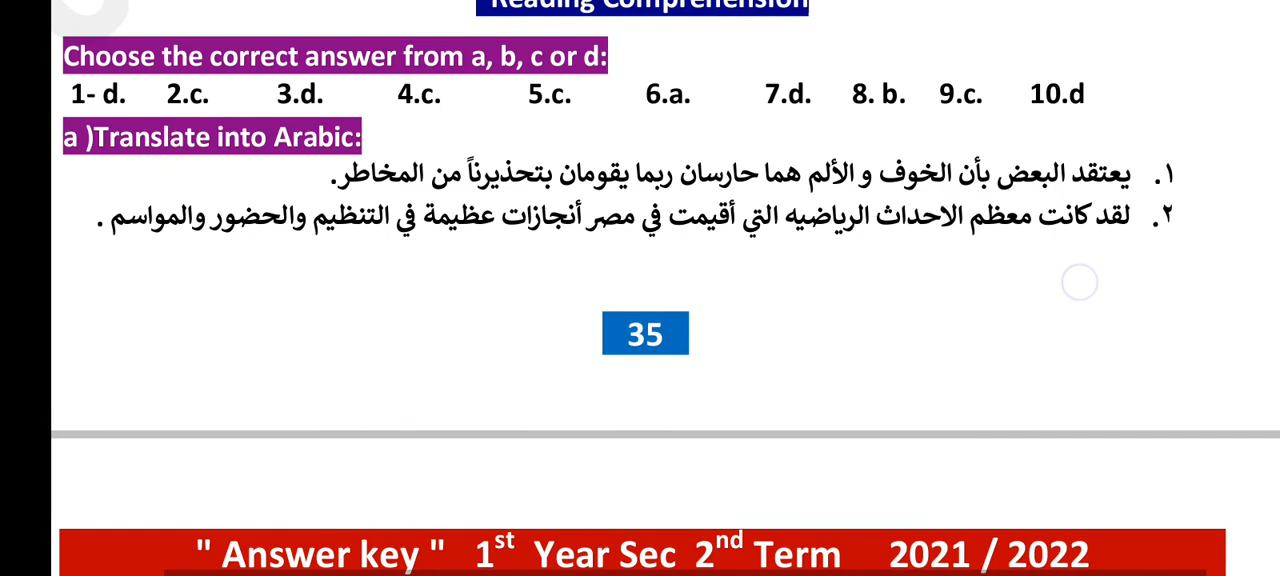 Reading Comprehension
Choose the correct answer from a, b, c or d:
1- d. 2.c. 3.d. 4.c. 5.c. 6.a. 7.d. 8. b. 9.c. 10.d
a )Translate into Arabic:
١. يعتقد البعض بأن الخوف و الألم هما حارسان ربما يقومان بتحذيرناً من المخاطر.
٢. لقد كانت معظم الاحداث الرياضيه التي أقيمت في مصر أنجازات عظيمة في التنظيم والحضور والمواسم .
35
" Answer key " 1st Year Sec 2nd Term 2021 / 2022